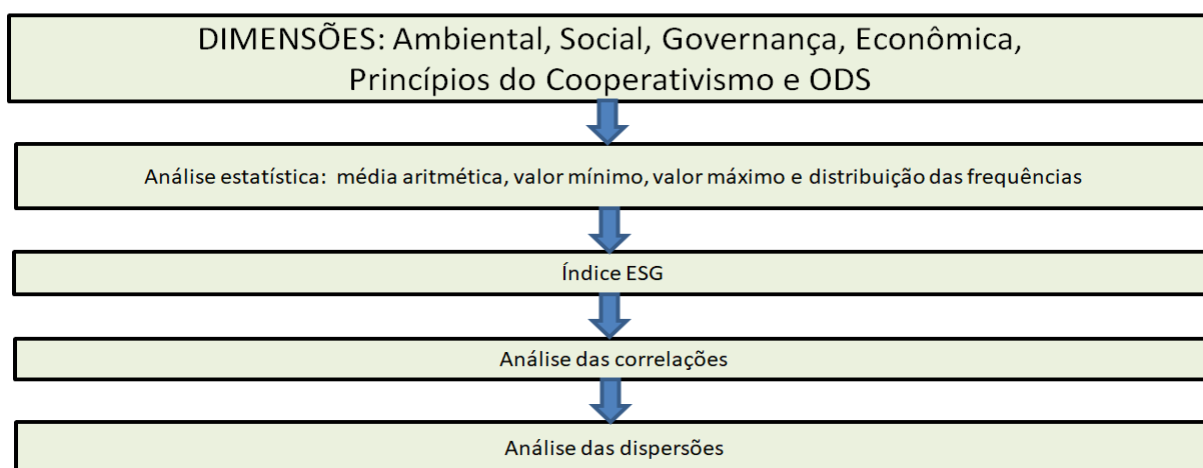 DIMENSÕES: Ambiental, Social, Governança, Econômica,
Princípios do Cooperativismo e ODS
Análise estatística:  média aritmética, valor mínimo, valor máximo e distribuição das frequências
Índice ESG
Análise das correlações
Análise das dispersões